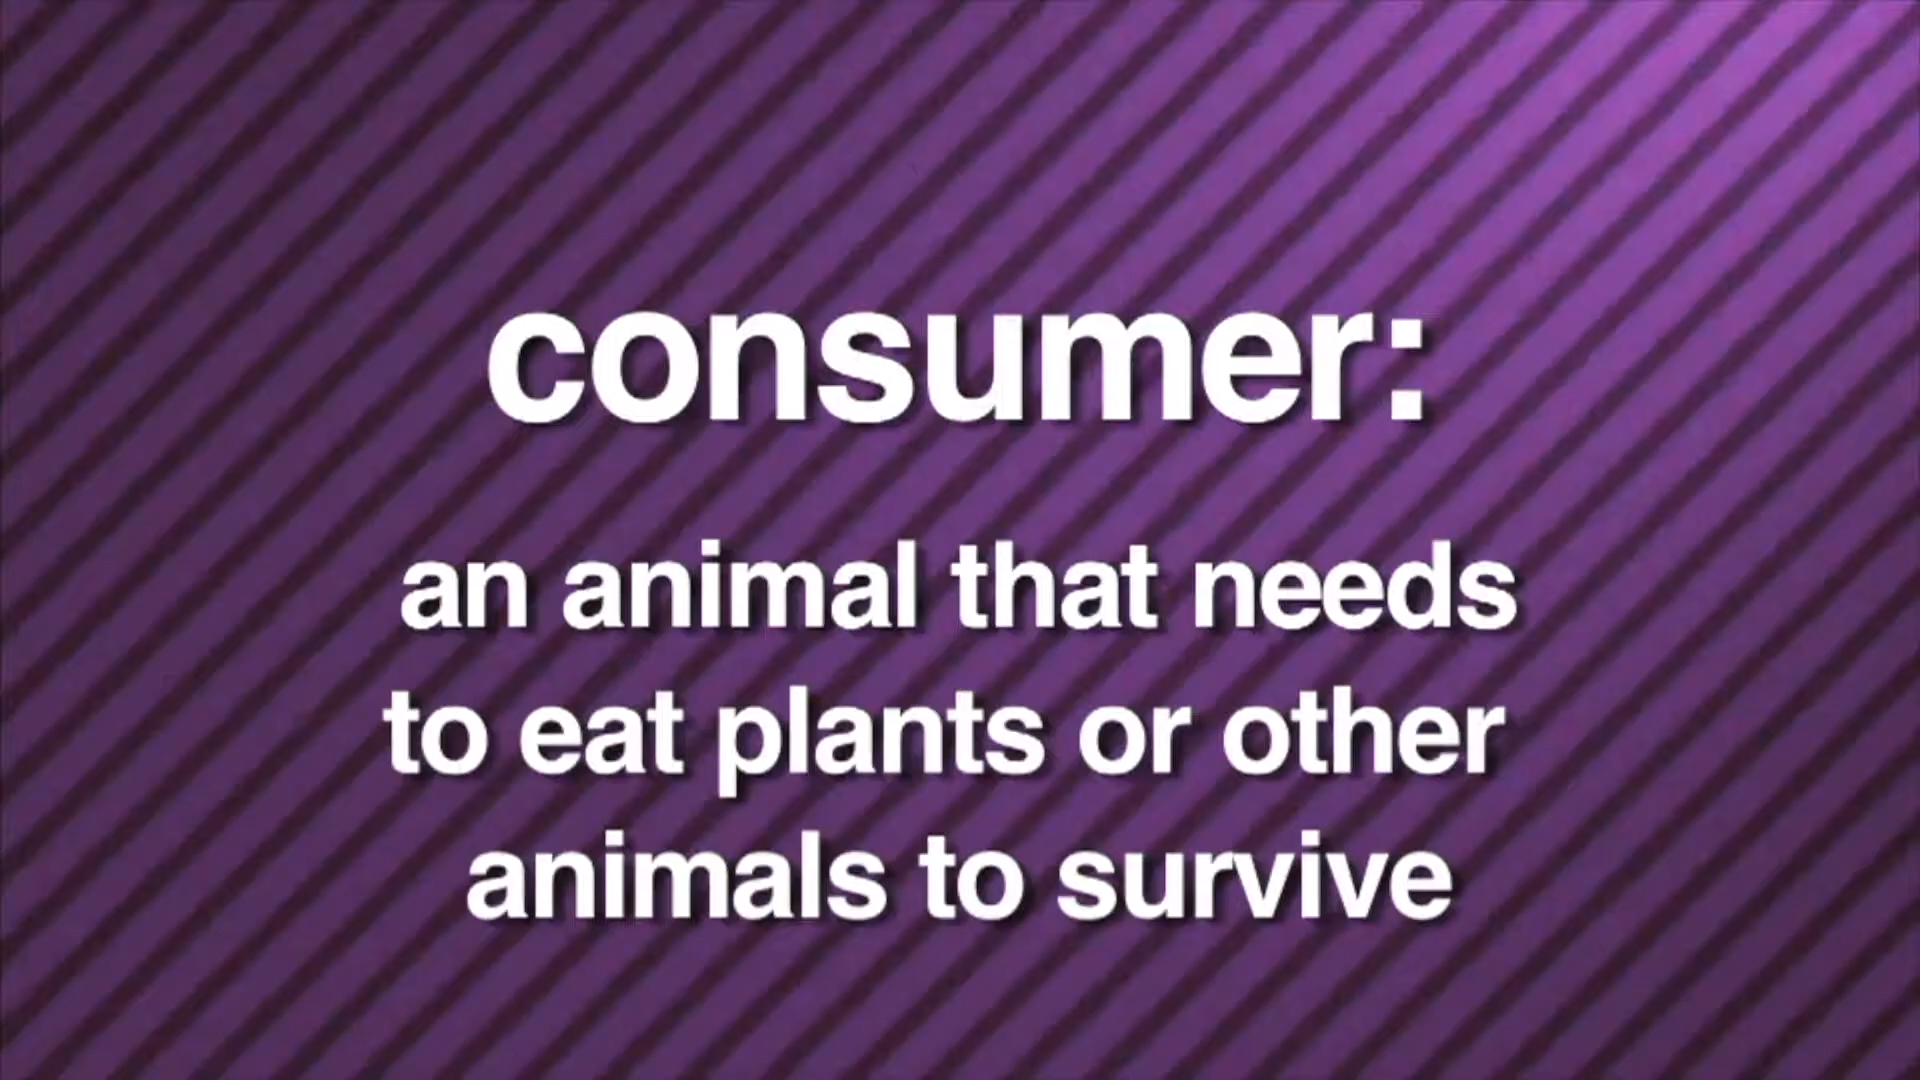 consumer:
an animal that needs
to eat plants or other
animals to survive